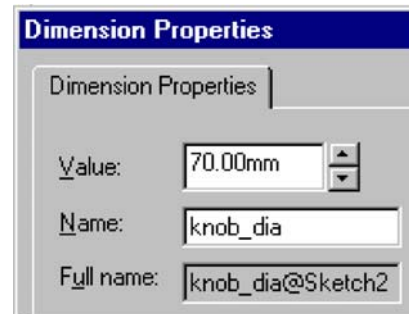 Dimension Properties
Dimension Properties
Value: 70.00mm
Name: knob_dia
Full name: knob_dia@Sketch2